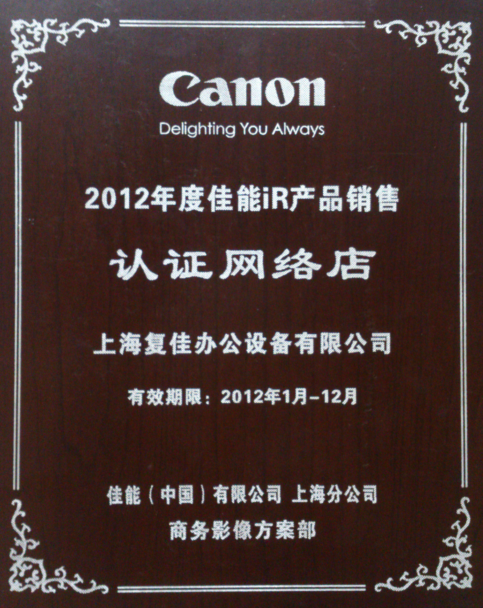 Canon
Delighting You Always
2012年度佳能iR产品销售
认证网络店
上海复佳办公设备有限公司
有效期限：2012年1月-12月
佳能（中国）有限公司 上海分公司
商务影像方案部